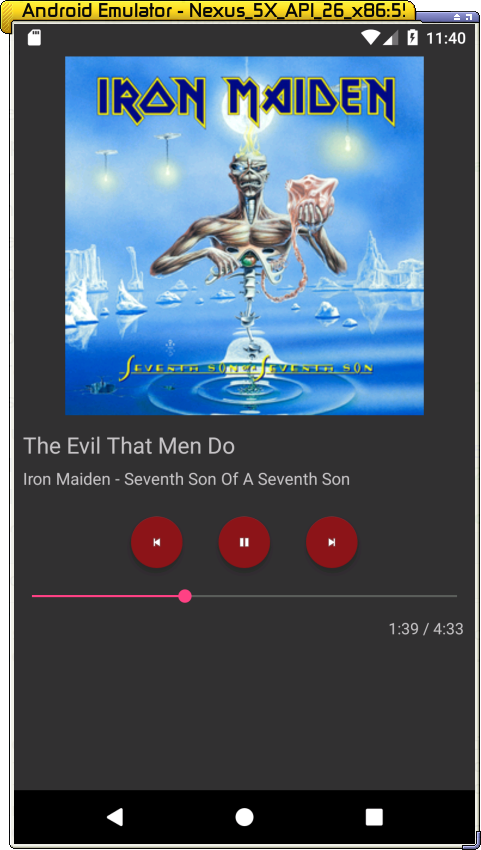 Android Emulator - Nexus_5X_API_26_x86:5!
11:40
IRON MAIDEN
SEVENTH SON OF A SEVENTH SON
The Evil That Men Do
Iron Maiden - Seventh Son Of A Seventh Son
1:39 / 4:33